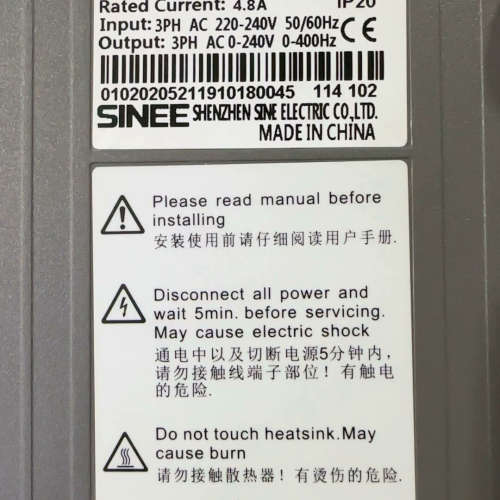 Rated Current: 4.8A IP20
Input: 3PH AC 220-240V 50/60Hz
Output: 3PH AC 0-240V 0-400Hz
CE
01020205211910180045 114 102
SINEE SHENZHEN SINE ELECTRIC CO.,LTD.
MADE IN CHINA
Please read manual before
installing
安装使用前请仔细阅读用户手册.
Disconnect all power and
wait 5min. before servicing.
May cause electric shock
通电中以及切断电源5分钟内,
请勿接触线端子部位！有触电
的危险.
Do not touch heatsink.May
cause burn
请勿接触散热器！有烫伤的危险.